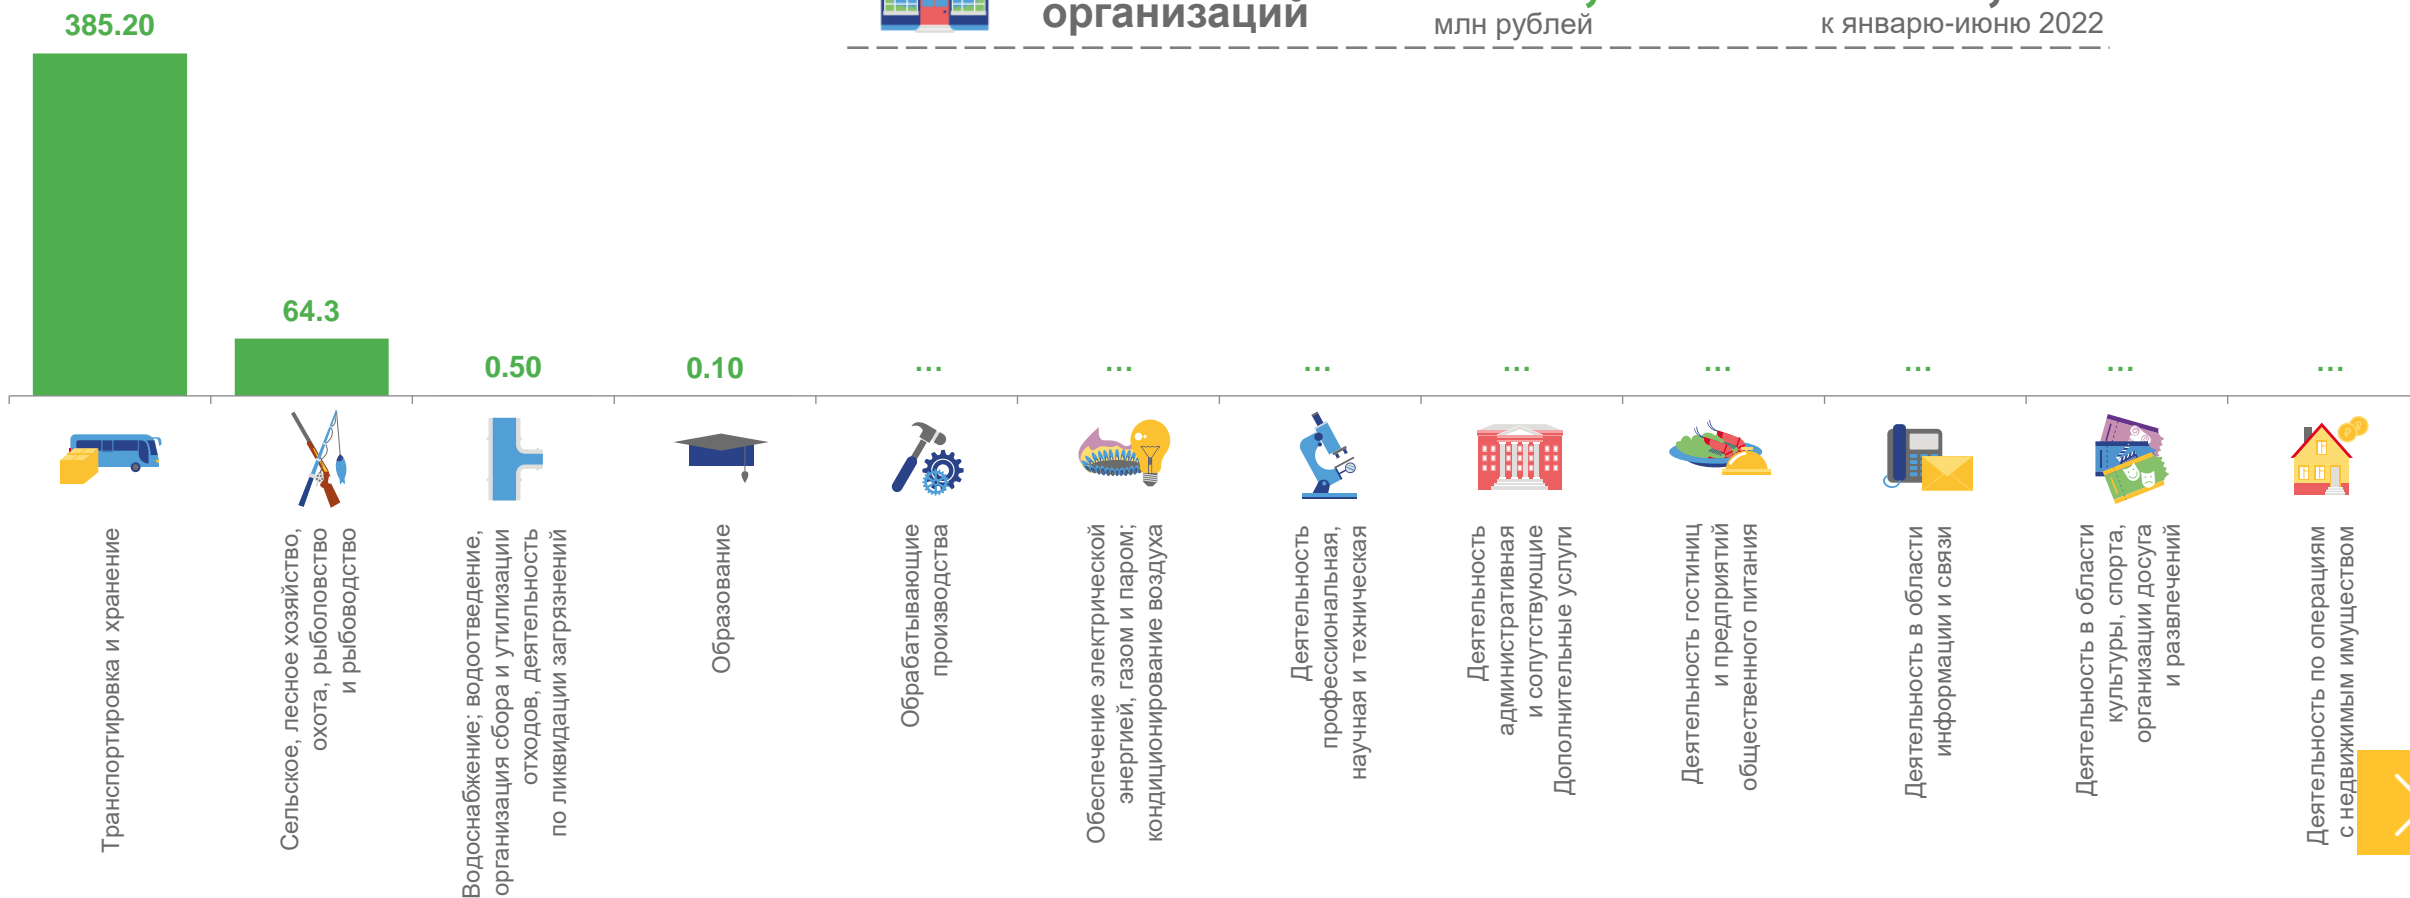 организаций
млн рублей
к январю-июню 2022
385.20
64.3
0.50
0.10
...
...
...
...
...
...
...
...
Транспортировка и хранение
Сельское, лесное хозяйство,
охота, рыболовство
и рыбоводство
Водоснабжение; водоотведение,
организация сбора и утилизации
отходов, деятельность
по ликвидации загрязнений
Образование
Обрабатывающие
производства
Обеспечение электрической
энергией, газом и паром;
кондиционирование воздуха
Деятельность
профессиональная,
научная и техническая
Деятельность
административная
и сопутствующие
Дополнительные услуги
Деятельность гостиниц
и предприятий
общественного питания
Деятельность в области
информации и связи
Деятельность в области
культуры, спорта,
организации досуга
и развлечений
Деятельность по операциям
с недвижимым имуществом